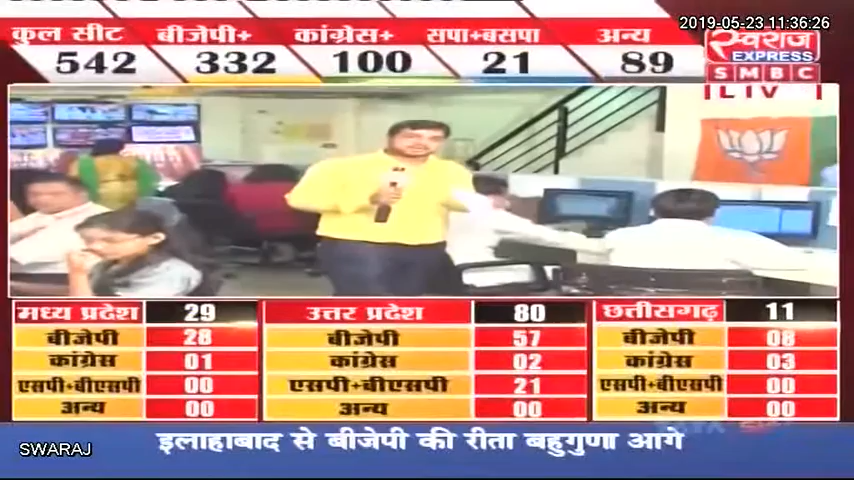 2019-05-23 11:36:26
कुल सीट बीजेपी+ कांग्रेस+ सपा+बसपा अन्य
542 332 100 21 89
स्वराज
EXPRESS
SMBC
LIV
मध्य प्रदेश 29
बीजेपी 28
कांग्रेस 01
एसपी+बीएसपी 00
अन्य 00
उत्तर प्रदेश 80
बीजेपी 57
कांग्रेस 02
एसपी+बीएसपी 21
अन्य 00
छत्तीसगढ़ 11
बीजेपी 08
कांग्रेस 03
एसपी+बीएसपी 00
अन्य 00
SWARAJ
इलाहाबाद से बीजेपी की रीता बहुगुणा आगे